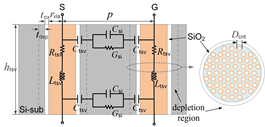 S
G
t_ox r_via
p
SiO2
t_dep
C_si
C_tsv
C_tsv
G_si
R_tsv
R_tsv
D_cnt
h_tsv
L_tsv
L_tsv
C_si
C_tsv
C_tsv
G_si
Si-sub
depletion
region